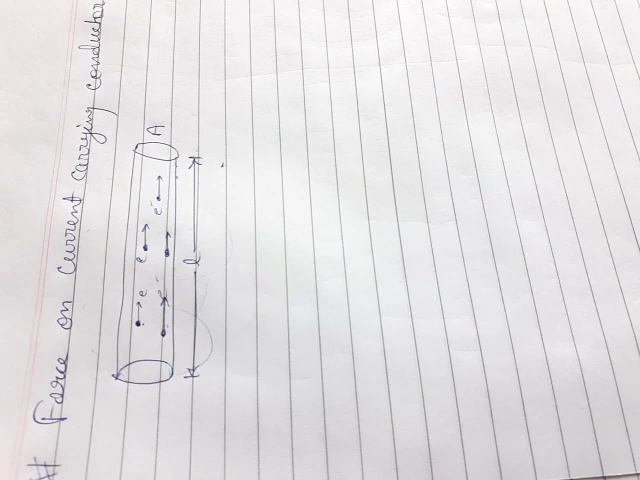 # Force on current carrying conductor
A
e e e⁻
e⁻
l